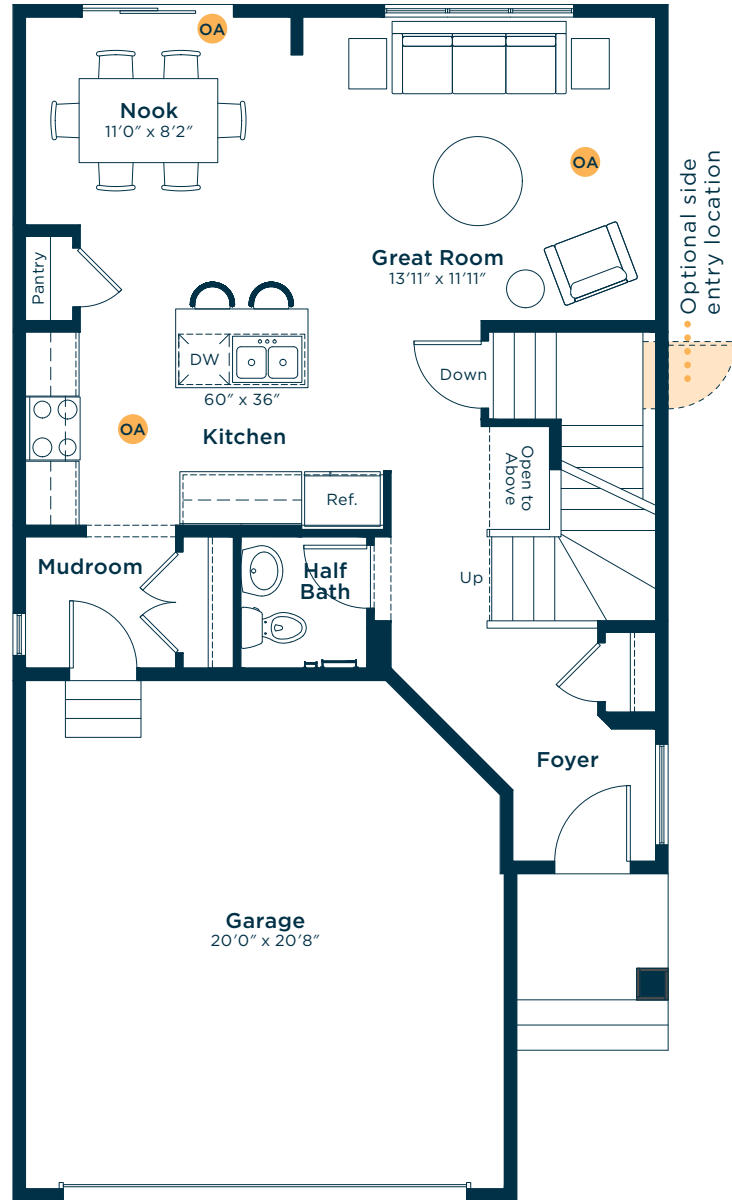 OA
Nook
11′0″ x 8′2″
OA
Great Room
13′11″ x 11′11″
Optional side
entry location
Pantry
DW
60″ x 36″
Down
OA
Kitchen
Open to
Above
Ref.
Mudroom
Half
Bath
Up
Foyer
Garage
20′0″ x 20′8″